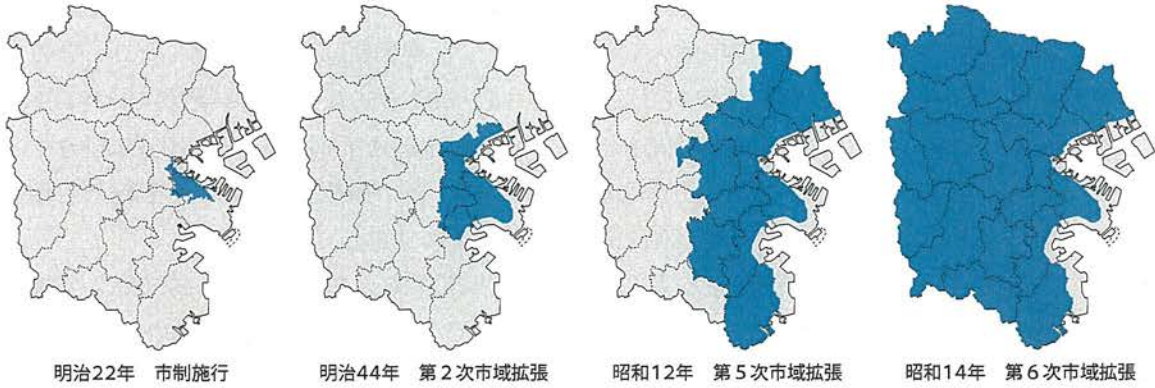 明治22年　市制施行
明治44年　第2次市域拡張
昭和12年　第5次市域拡張
昭和14年　第6次市域拡張